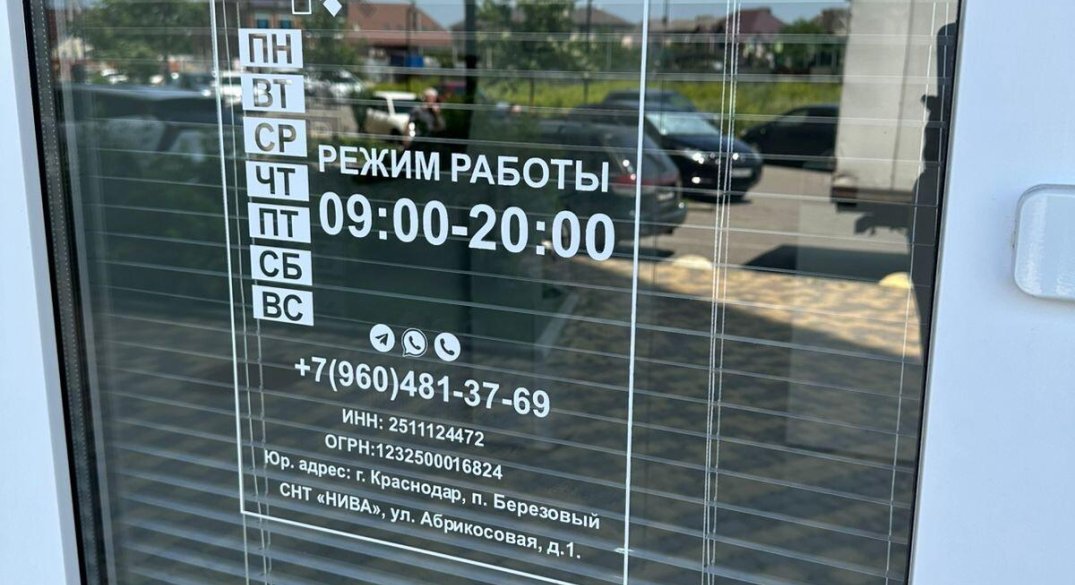 ПН
ВТ
СР
ЧТ
ПТ
СБ
ВС
РЕЖИМ РАБОТЫ
09:00-20:00
+7(960)481-37-69
ИНН: 2511124472
ОГРН:1232500016824
Юр. адрес: г. Краснодар, п. Березовый
СНТ «НИВА», ул. Абрикосовая, д.1.